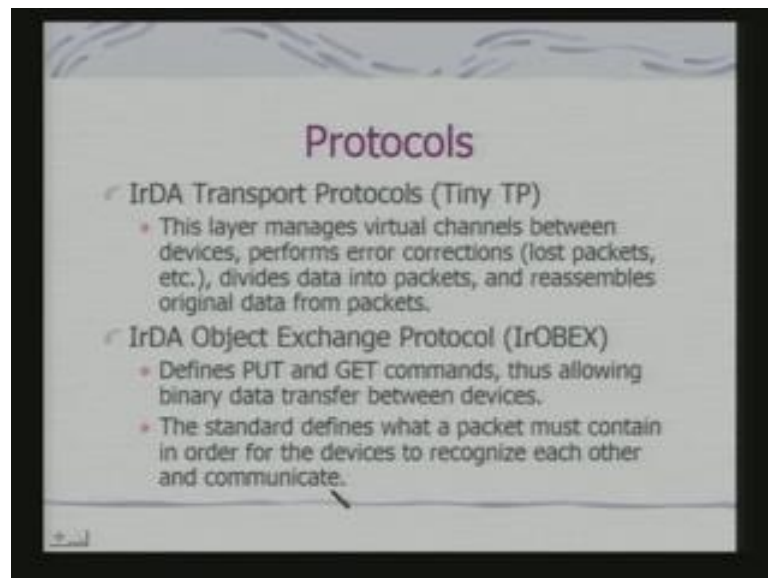 Protocols
IrDA Transport Protocols (Tiny TP)
This layer manages virtual channels between
devices, performs error corrections (lost packets,
etc.), divides data into packets, and reassembles
original data from packets.
IrDA Object Exchange Protocol (IrOBEX)
Defines PUT and GET commands, thus allowing
binary data transfer between devices.
The standard defines what a packet must contain
in order for the devices to recognize each other
and communicate.